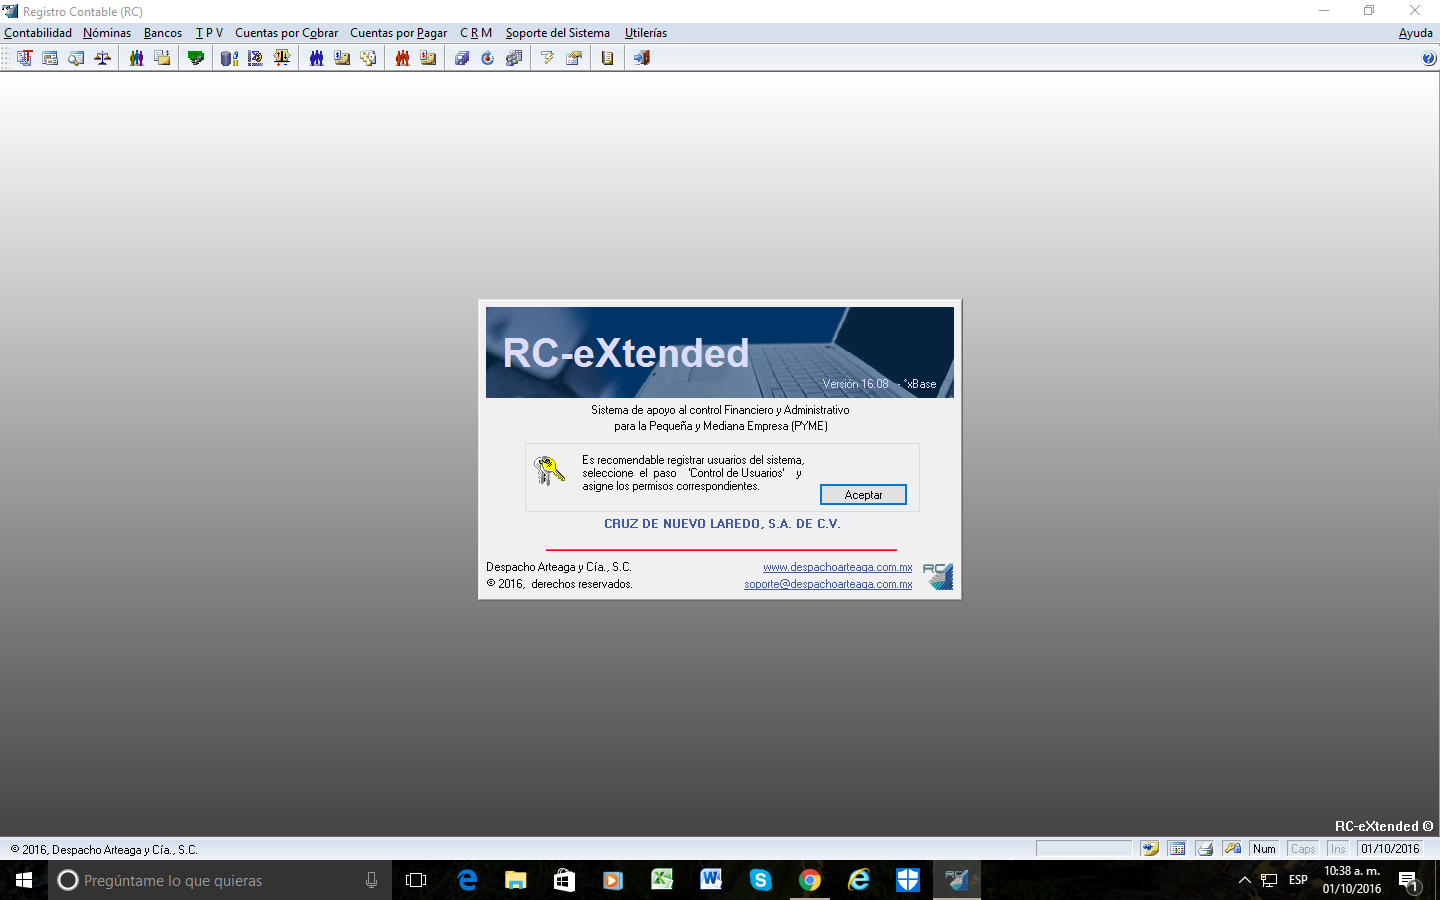 Registro Contable (RC)
Contabilidad Nóminas Bancos T P V Cuentas por Cobrar Cuentas por Pagar C R M Soporte del Sistema Utilerías Ayuda
RC-eXtended
Versión 16.08 - *xBase
Sistema de apoyo al control Financiero y Administrativo
para la Pequeña y Mediana Empresa (PYME)
Es recomendable registrar usuarios del sistema,
seleccione el paso 'Control de Usuarios' y
asigne los permisos correspondientes.
Aceptar
CRUZ DE NUEVO LAREDO, S.A. DE C.V.
Despacho Arteaga y Cía., S.C. www.despachoarteaga.com.mx
© 2016, derechos reservados. soporte@despachoarteaga.com.mx
RC
RC-eXtended ©
© 2016, Despacho Arteaga y Cía., S.C. Num Caps Ins 01/10/2016
Pregúntame lo que quieras ESP 10:38 a. m.
01/10/2016
1